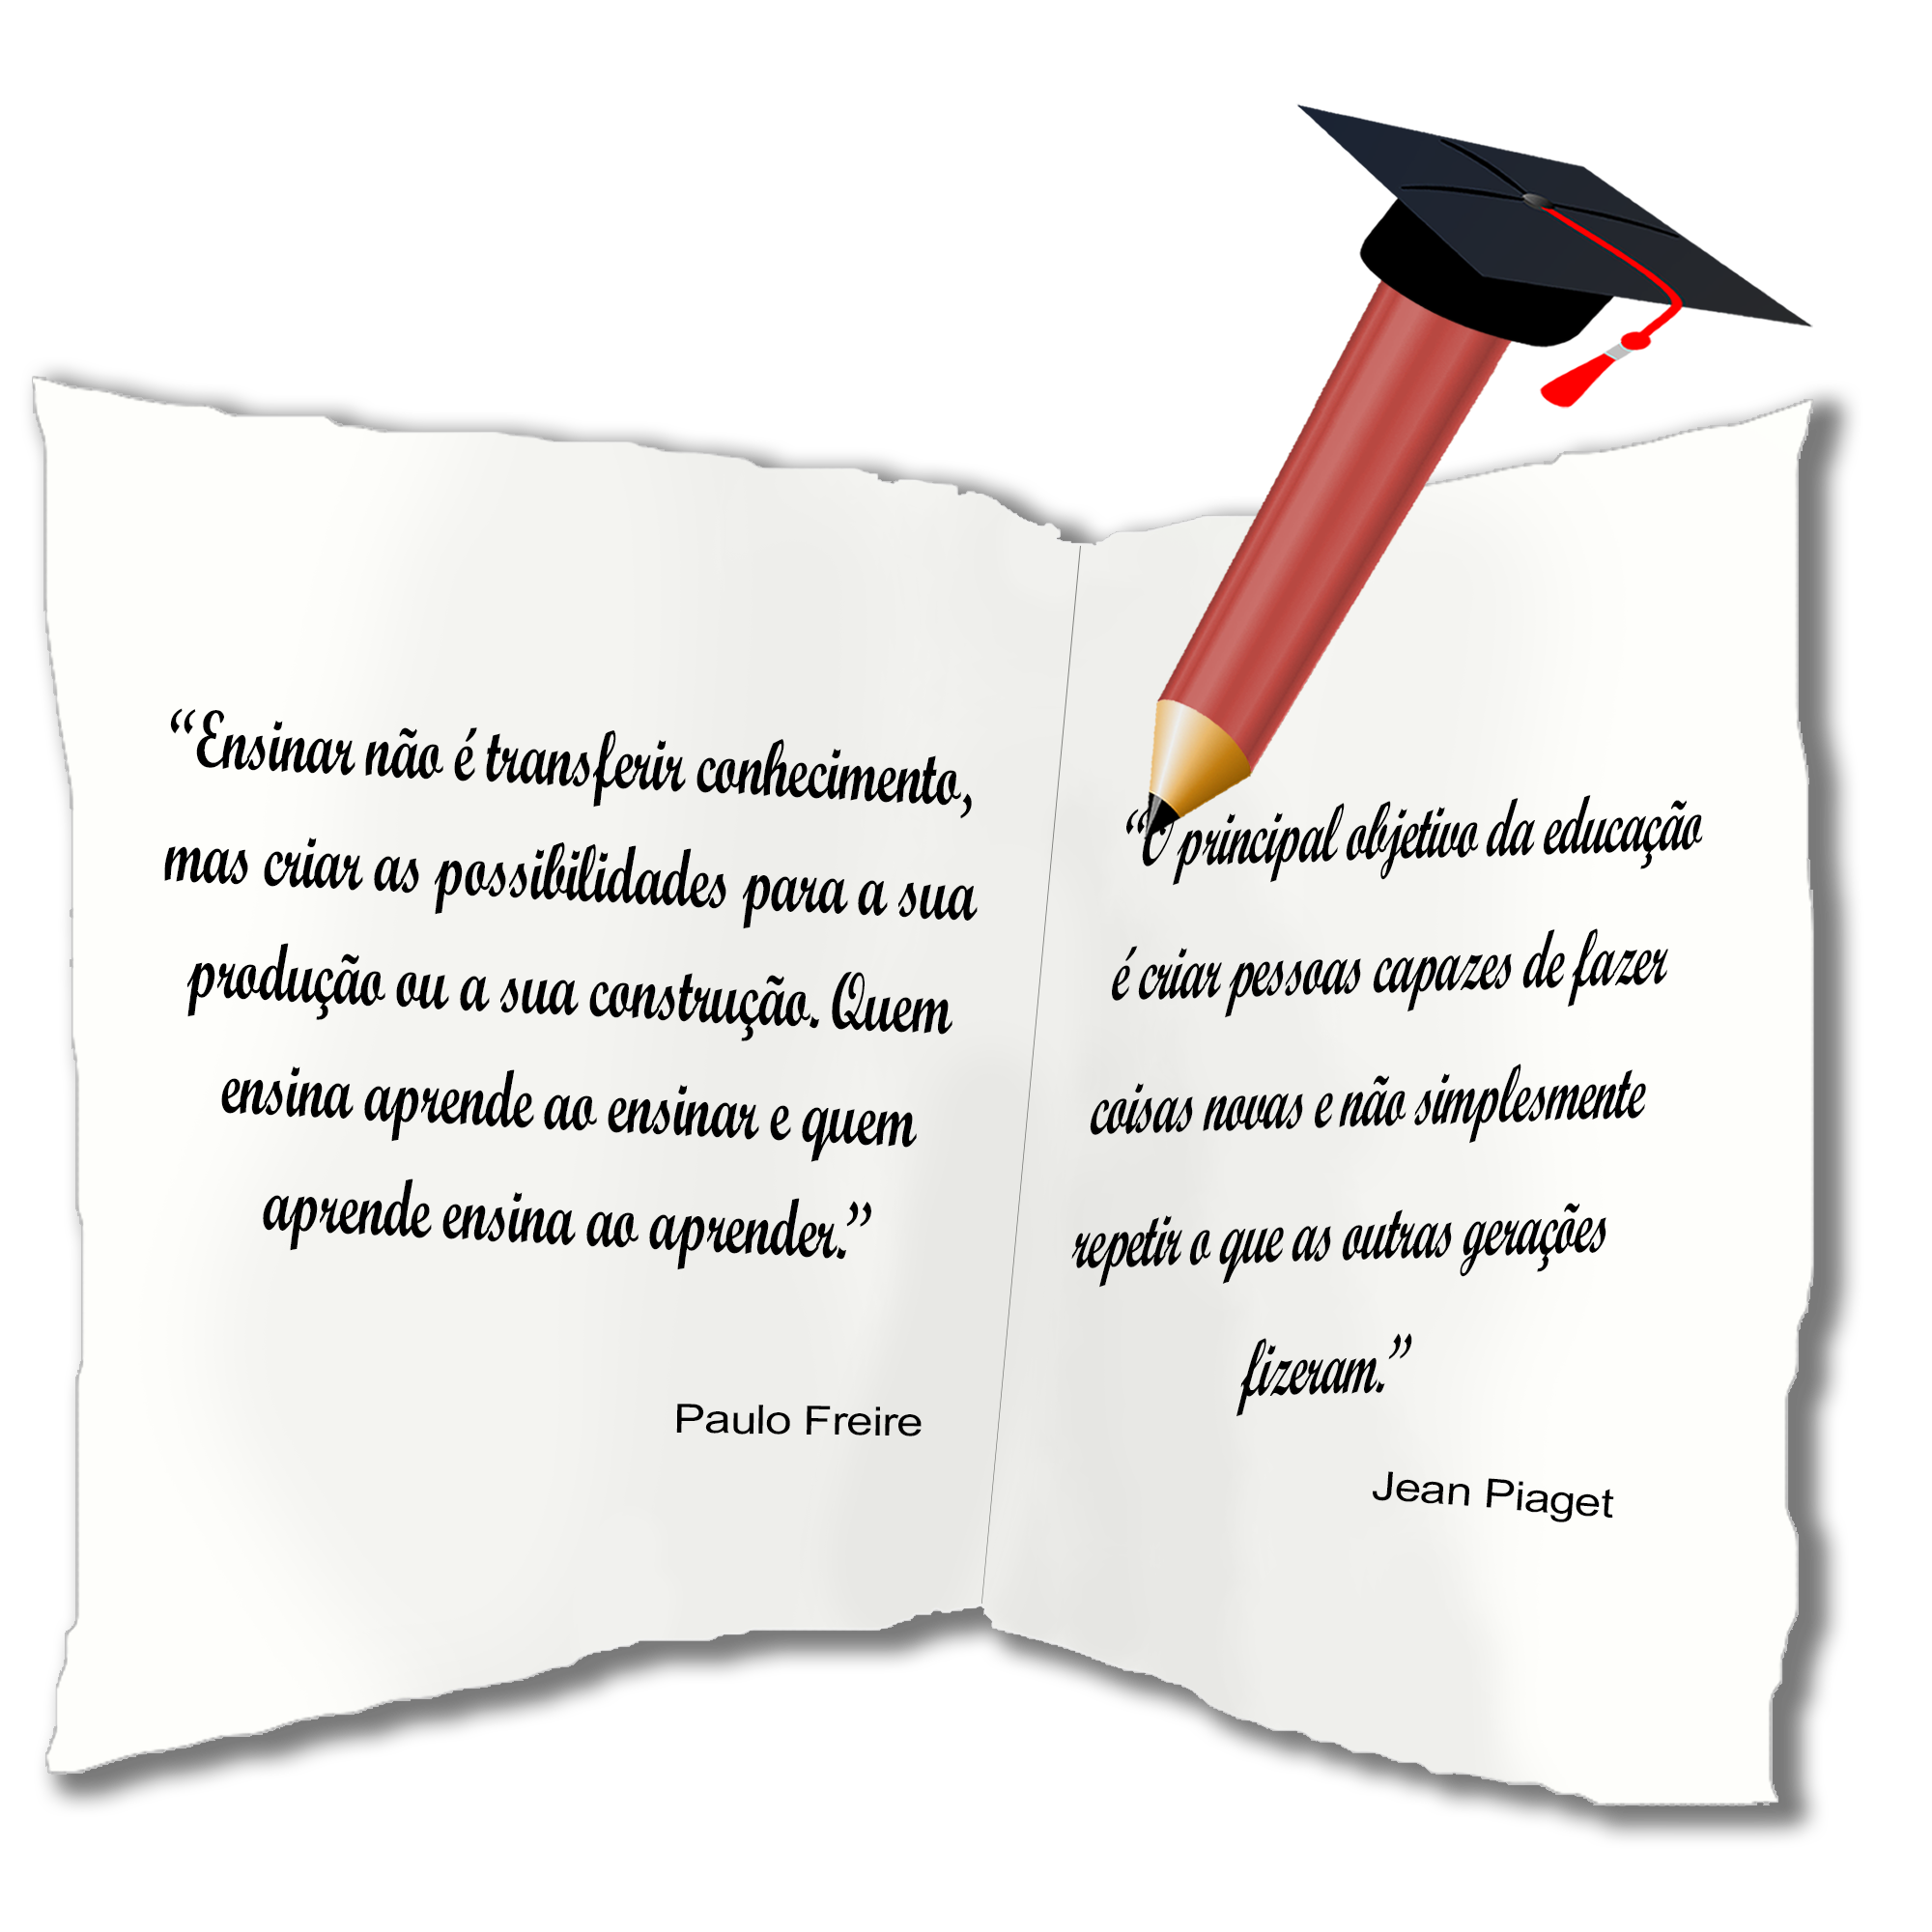 “Ensinar não é transferir conhecimento,
mas criar as possibilidades para a sua
produção ou a sua construção. Quem
ensina aprende ao ensinar e quem
aprende ensina ao aprender.”
Paulo Freire
“O principal objetivo da educação
é criar pessoas capazes de fazer
coisas novas e não simplesmente
repetir o que as outras gerações
fizeram.”
Jean Piaget